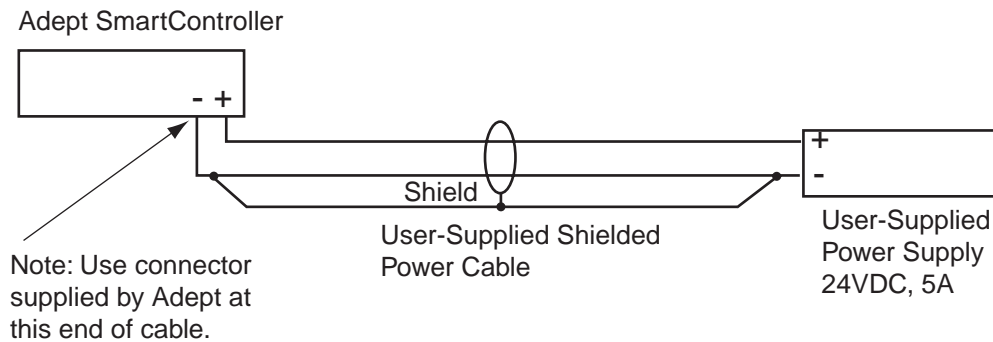 Adept SmartController
- +
+
-
Shield
User-Supplied Shielded
Power Cable
User-Supplied
Power Supply
24VDC, 5A
Note: Use connector
supplied by Adept at
this end of cable.